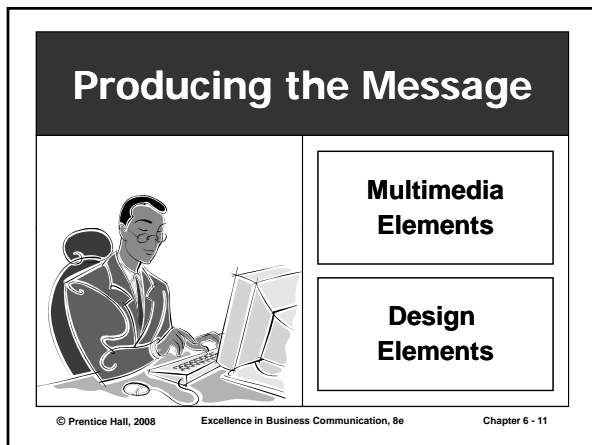 Producing the Message
Multimedia
Elements
Design
Elements
© Prentice Hall, 2008 Excellence in Business Communication, 8e Chapter 6 - 11